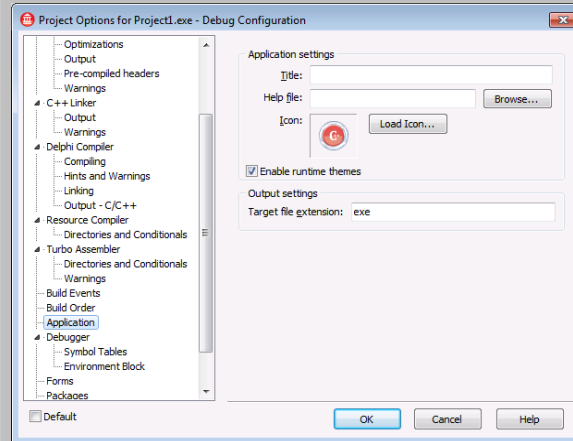 Project Options for Project1.exe - Debug Configuration
Optimizations
Output
Pre-compiled headers
Warnings
C++ Linker
Output
Warnings
Delphi Compiler
Compiling
Hints and Warnings
Linking
Output - C/C++
Resource Compiler
Directories and Conditionals
Turbo Assembler
Directories and Conditionals
Warnings
Build Events
Build Order
Application
Debugger
Symbol Tables
Environment Block
Forms
Packages
Default
Application settings
Title:
Help file:
Browse...
Icon:
Load Icon...
Enable runtime themes
Output settings
Target file extension: exe
OK
Cancel
Help